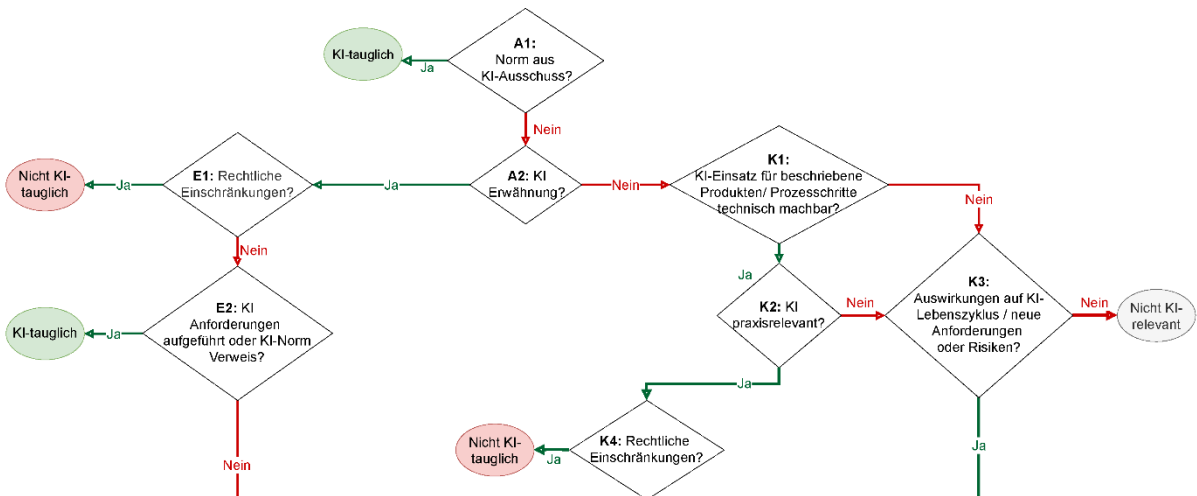 A1:
Norm aus
KI-Ausschuss?
KI-tauglich
Ja
Nein
A2: KI
Erwähnung?
Ja
Nein
E1: Rechtliche
Einschränkungen?
Ja
Nicht KI-
tauglich
Nein
K1:
KI-Einsatz für beschriebene
Produkten/ Prozesschritte
technisch machbar?
Nein
Ja
E2: KI
Anforderungen
aufgeführt oder KI-Norm
Verweis?
Ja
KI-tauglich
Nein
K2: KI
praxisrelevant?
Nein
Ja
K3:
Auswirkungen auf KI-
Lebenszyklus / neue
Anforderungen
oder Risiken?
Nein
Nicht KI-
relevant
Ja
K4: Rechtliche
Einschränkungen?
Ja
Nicht KI-
tauglich